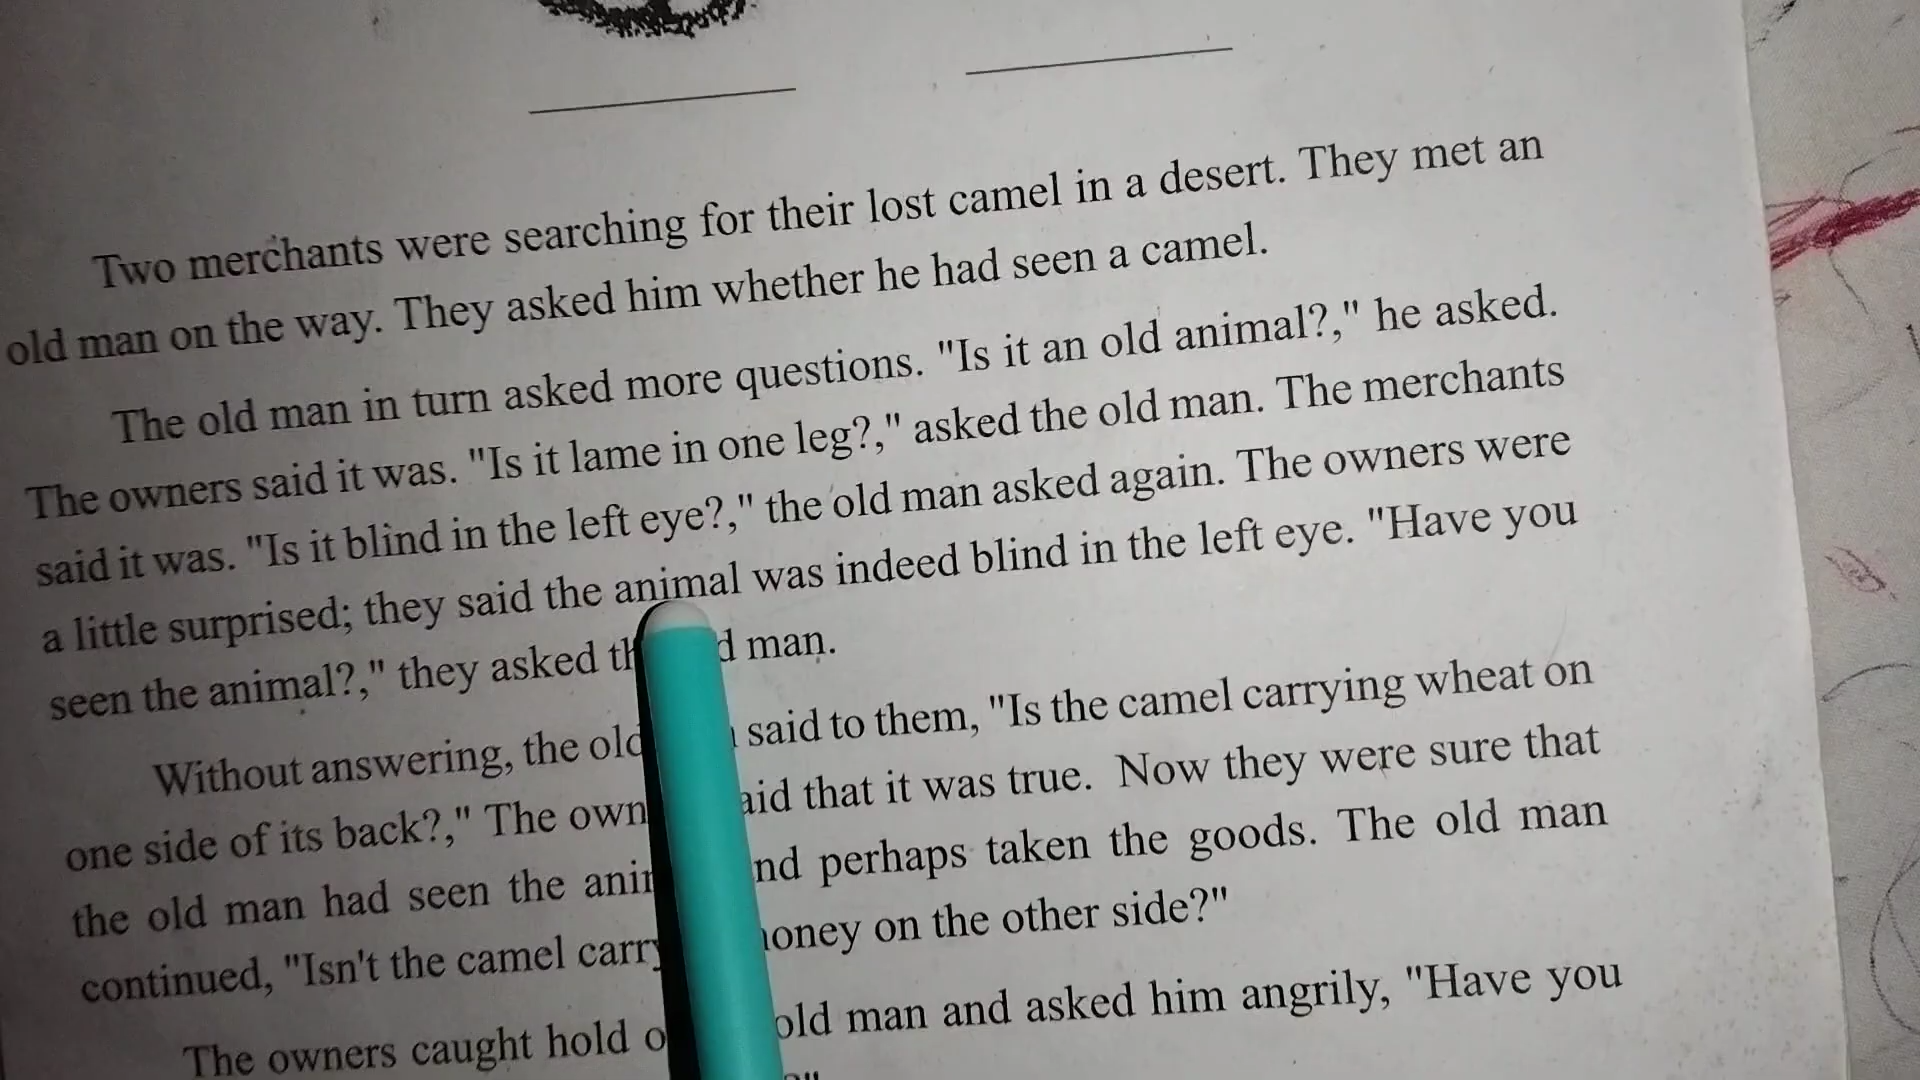 Two merchants were searching for their lost camel in a desert. They met an
old man on the way. They asked him whether he had seen a camel.
The old man in turn asked more questions. "Is it an old animal?," he asked.
The owners said it was. "Is it lame in one leg?," asked the old man. The merchants
said it was. "Is it blind in the left eye?," the old man asked again. The owners were
a little surprised; they said the animal was indeed blind in the left eye. "Have you
seen the animal?," they asked man.
Without answering, the old said to them, "Is the camel carrying wheat on
one side of its back?," The that it was true. Now they were sure that
the old man had seen the perhaps taken the goods. The old man
continued, "Isn't the camel on the other side?"
The owners caught hold old man and asked him angrily, "Have you